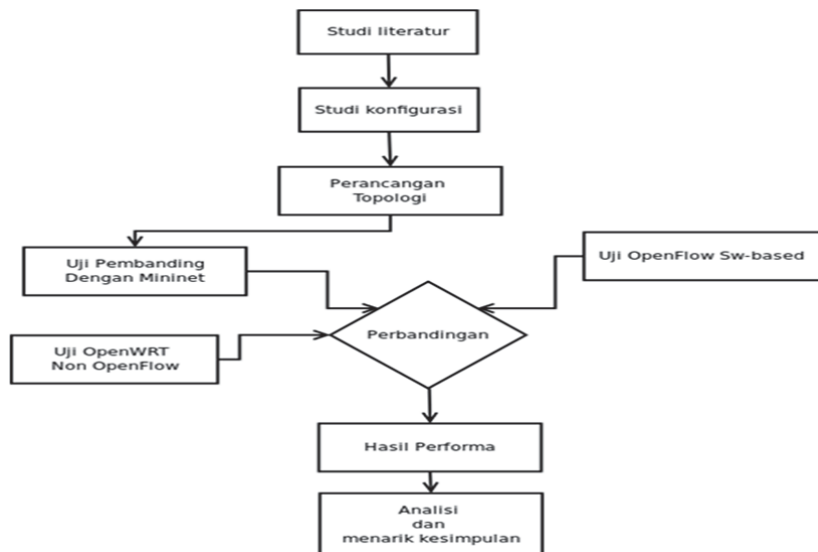 Studi literatur
Studi konfigurasi
Perancangan
Topologi
Uji Pembanding
Dengan Mininet
Uji OpenFlow Sw-based
Perbandingan
Uji OpenWRT
Non OpenFlow
Hasil Performa
Analisi
dan
menarik kesimpulan